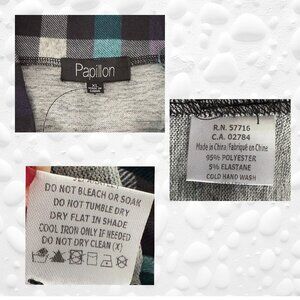 Papillon
XS
R.N. 57716
C.A. 02784
Made in China/Fabriqué en Chine
95% POLYESTER
5% ELASTANE
COLD HAND WASH
DO NOT BLEACH OR SOAK
DO NOT TUMBLE DRY
DRY FLAT IN SHADE
COOL IRON ONLY IF NEEDED
DO NOT DRY CLEAN (X)